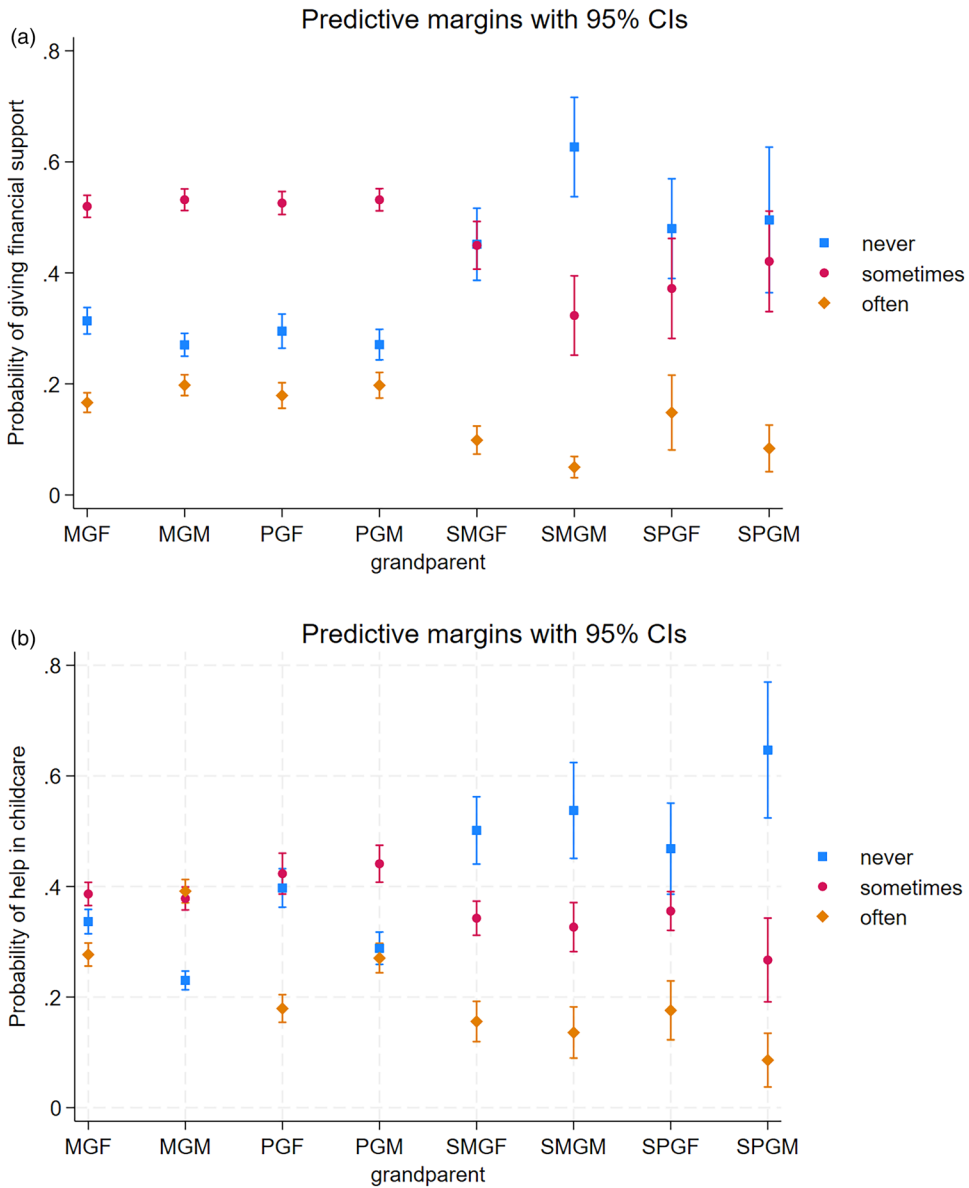 (a)
Predictive margins with 95% CIs
Probability of giving financial support
.8
.6
.4
.2
0
MGF MGM PGF PGM SMGF SMGM SPGF SPGM
grandparent
never
sometimes
often
(b)
Predictive margins with 95% CIs
Probability of help in childcare
.8
.6
.4
.2
0
MGF MGM PGF PGM SMGF SMGM SPGF SPGM
grandparent
never
sometimes
often